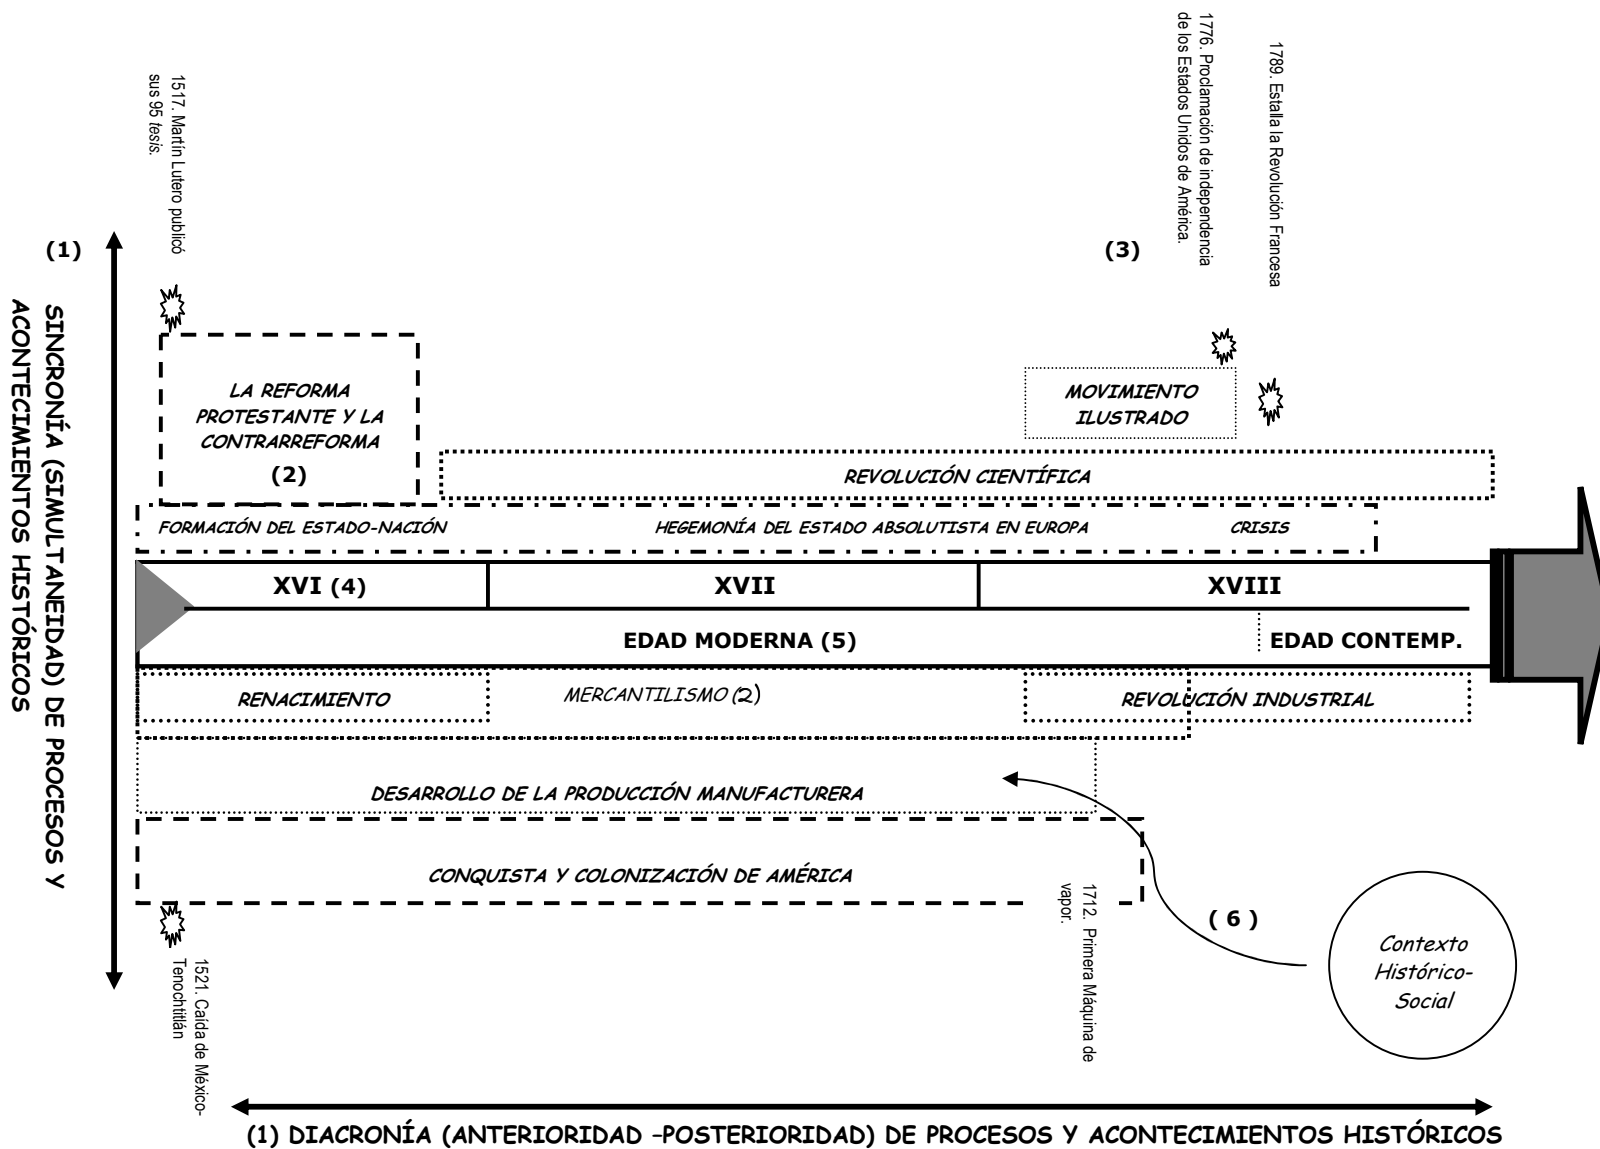 1517. Martín Lutero publicó
sus 95 tesis.
1776. Proclamación de independencia
de los Estados Unidos de América.
1789. Estalla la Revolución Francesa
(1)
(3)
SINCRONÍA (SIMULTANEIDAD) DE PROCESOS Y
ACONTECIMIENTOS HISTÓRICOS
LA REFORMA
PROTESTANTE Y LA
CONTRARREFORMA
(2)
MOVIMIENTO
ILUSTRADO
REVOLUCIÓN CIENTÍFICA
FORMACIÓN DEL ESTADO-NACIÓN
HEGEMONÍA DEL ESTADO ABSOLUTISTA EN EUROPA
CRISIS
XVI (4)
XVII
XVIII
EDAD MODERNA (5)
EDAD CONTEMP.
RENACIMIENTO
MERCANTILISMO (2)
REVOLUCIÓN INDUSTRIAL
DESARROLLO DE LA PRODUCCIÓN MANUFACTURERA
CONQUISTA Y COLONIZACIÓN DE AMÉRICA
1712. Primera Máquina de
vapor.
( 6 )
Contexto
Histórico-
Social
1521. Caída de México-
Tenochtitlán
(1) DIACRONÍA (ANTERIORIDAD -POSTERIORIDAD) DE PROCESOS Y ACONTECIMIENTOS HISTÓRICOS